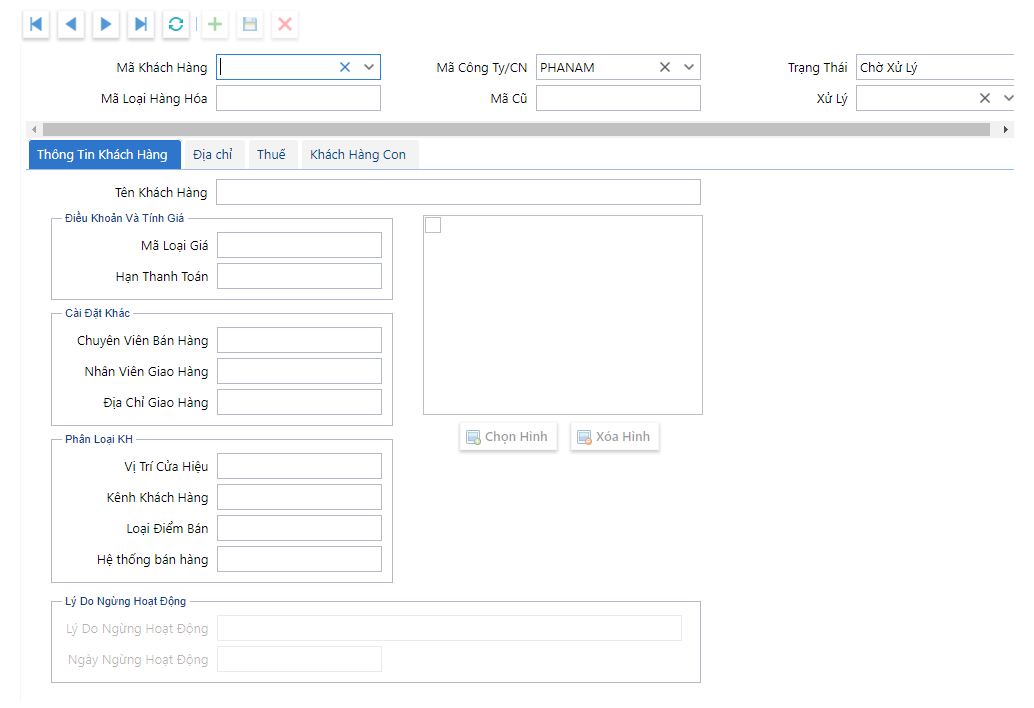 Mã Khách Hàng
Mã Công Ty/CN PHANAM
Trạng Thái Chờ Xử Lý
Mã Loại Hàng Hóa
Mã Cũ
Xử Lý
Thông Tin Khách Hàng
Địa chỉ
Thuế
Khách Hàng Con
Tên Khách Hàng
Điều Khoản Và Tính Giá
Mã Loại Giá
Hạn Thanh Toán
Cài Đặt Khác
Chuyên Viên Bán Hàng
Nhân Viên Giao Hàng
Địa Chỉ Giao Hàng
Chọn Hình
Xóa Hình
Phân Loại KH
Vị Trí Cửa Hiệu
Kênh Khách Hàng
Loại Điểm Bán
Hệ thống bán hàng
Lý Do Ngừng Hoạt Động
Lý Do Ngừng Hoạt Động
Ngày Ngừng Hoạt Động